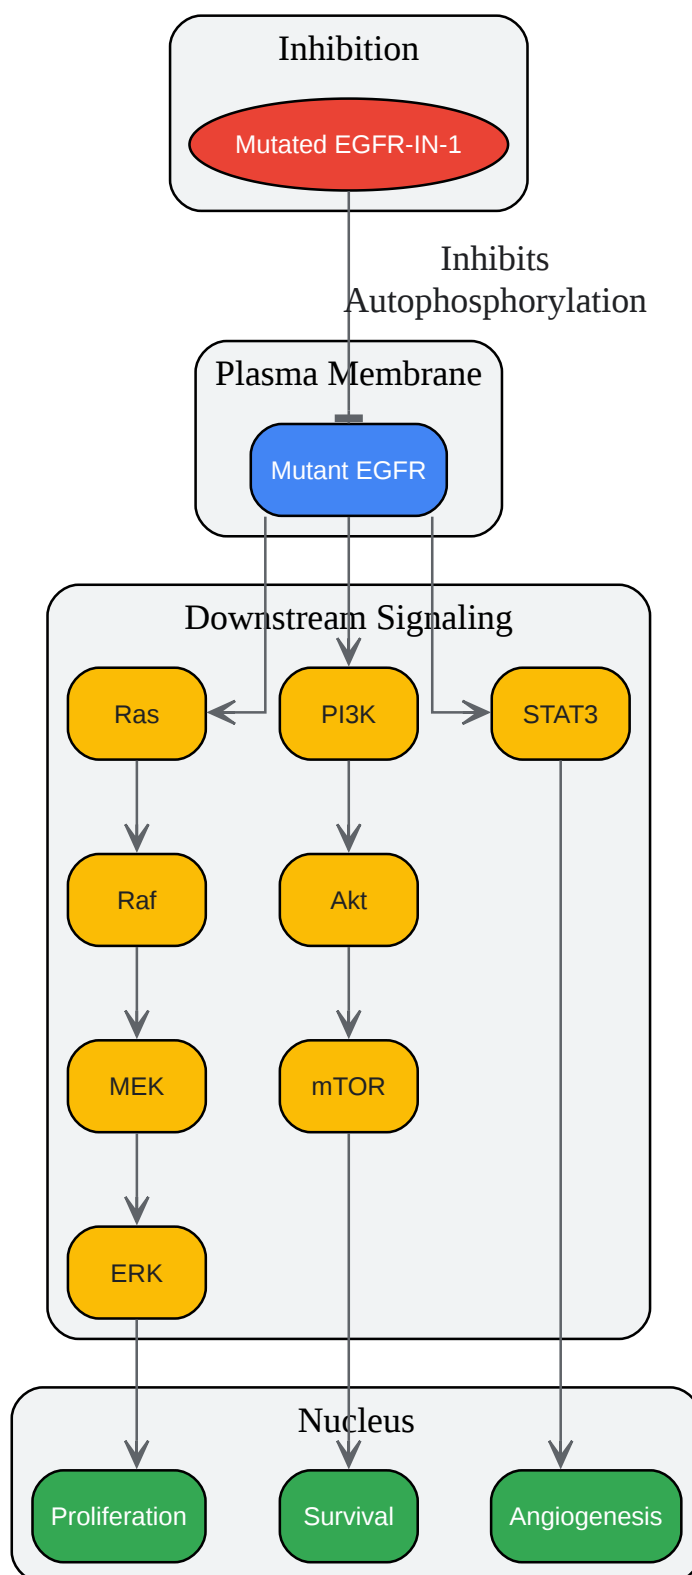 Inhibition
Mutated EGFR-IN-1
Inhibits
Autophosphorylation
Plasma Membrane
Mutant EGFR
Downstream Signaling
Ras
PI3K
STAT3
Raf
Akt
MEK
mTOR
ERK
Nucleus
Proliferation
Survival
Angiogenesis